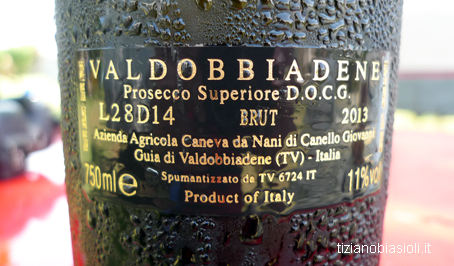 VALDOBBIADENE
Prosecco Superiore D.O.C.G.
L28D14 BRUT 2013
Azienda Agricola Caneva da Nani di Canello Giovanni
Guia di Valdobbiadene (TV) - Italia
750ml e Spumantizzato da TV 6724 IT 11%vol
Product of Italy
tizianobiasioli.it